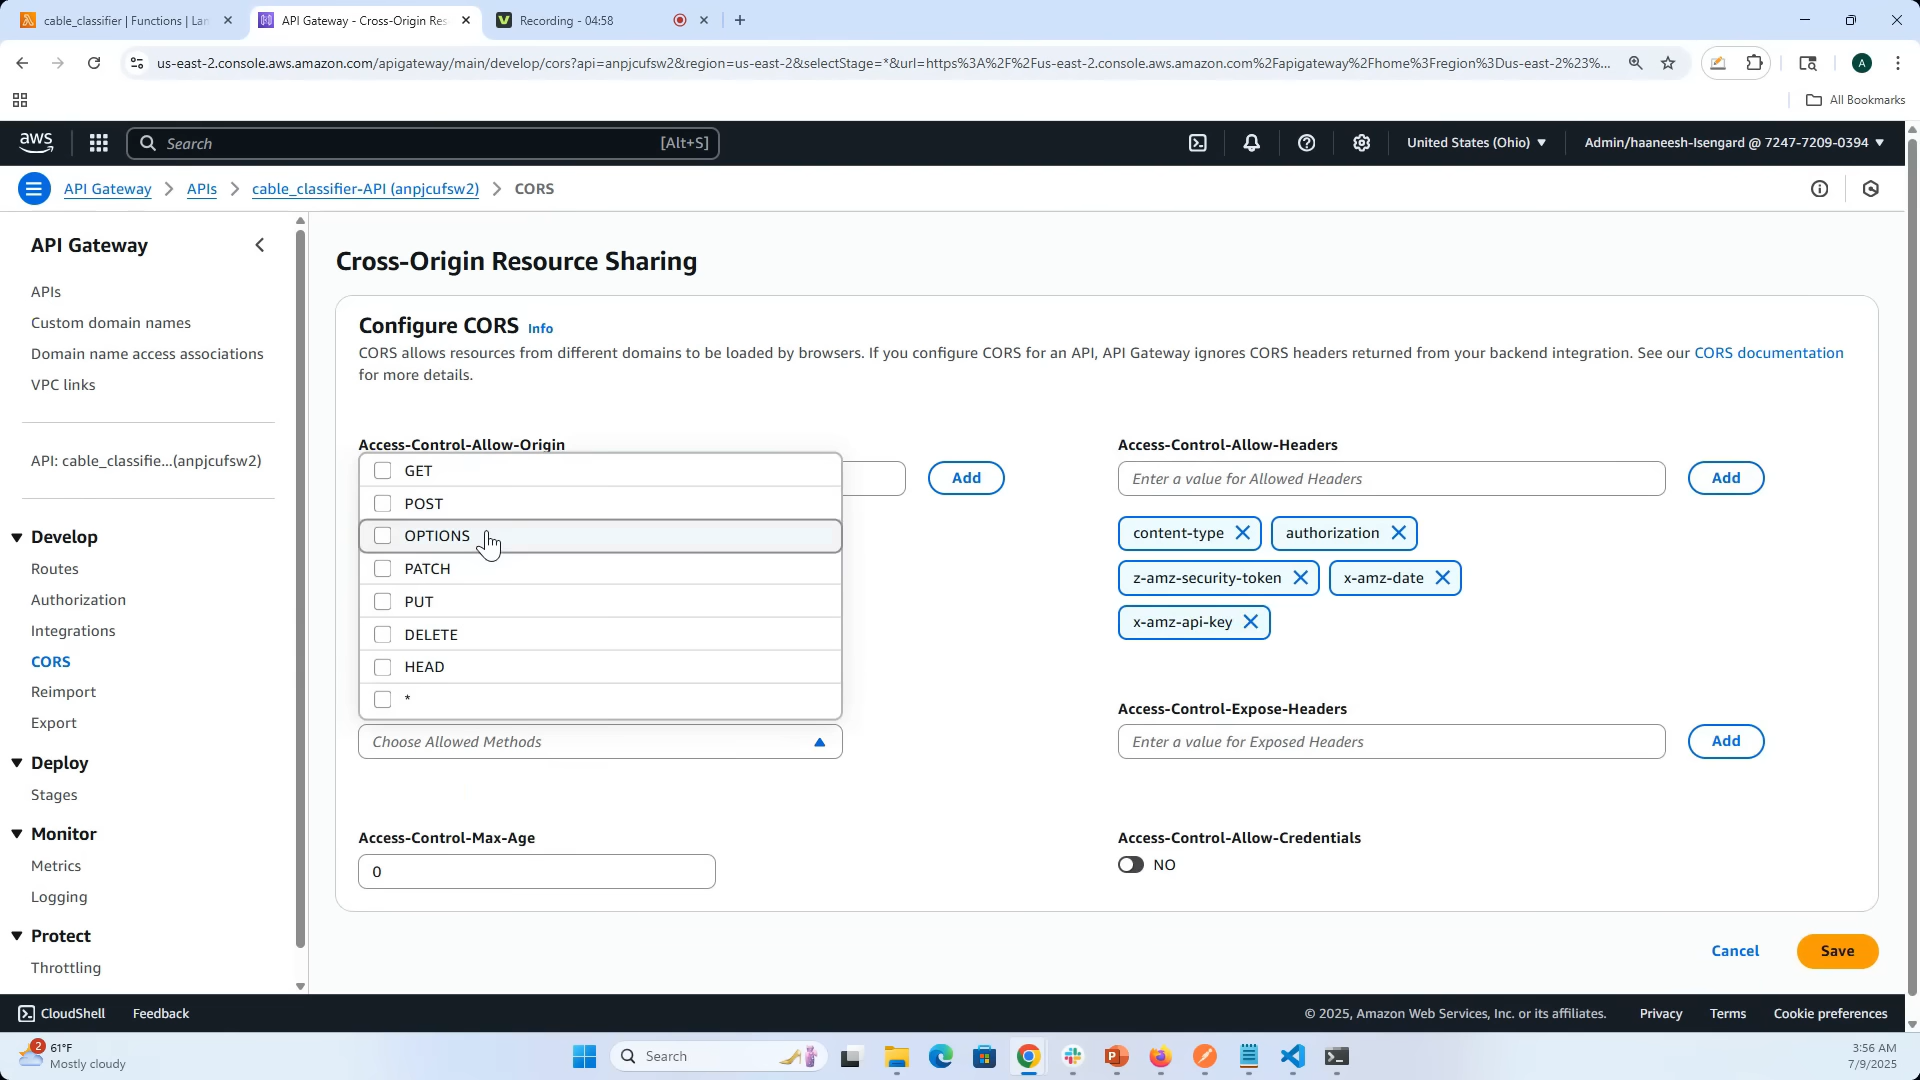 cable_classifier | Functions | Lan
API Gateway - Cross-Origin Res
Recording - 04:58
us-east-2.console.aws.amazon.com/apigateway/main/develop/cors?api=anpjcufsw2&region=us-east-2&selectStage=*&url=https%3A%2F%2Fus-east-2.console.aws.amazon.com%2Fapigateway%2Fhome%3Fregion%3Dus-east-2%23%...
A
All Bookmarks
aws
Search
[Alt+S]
United States (Ohio)
Admin/haaneesh-Isengard @ 7247-7209-0394
API Gateway
APIs
cable_classifier-API (anpjcufsw2)
CORS
API Gateway
APIs
Custom domain names
Domain name access associations
VPC links
API: cable_classifie...(anpjcufsw2)
Develop
Routes
Authorization
Integrations
CORS
Reimport
Export
Deploy
Stages
Monitor
Metrics
Logging
Protect
Throttling
Cross-Origin Resource Sharing
Configure CORS Info
CORS allows resources from different domains to be loaded by browsers. If you configure CORS for an API, API Gateway ignores CORS headers returned from your backend integration. See our CORS documentation
for more details.
Access-Control-Allow-Origin
Add
GET
POST
OPTIONS
PATCH
PUT
DELETE
HEAD
*
Choose Allowed Methods
Access-Control-Allow-Headers
Enter a value for Allowed Headers
Add
content-type
authorization
z-amz-security-token
x-amz-date
x-amz-api-key
Access-Control-Expose-Headers
Enter a value for Exposed Headers
Add
Access-Control-Max-Age
0
Access-Control-Allow-Credentials
NO
Cancel
Save
CloudShell
Feedback
© 2025, Amazon Web Services, Inc. or its affiliates.
Privacy
Terms
Cookie preferences
2
61°F
Mostly cloudy
Search
3:56 AM
7/9/2025